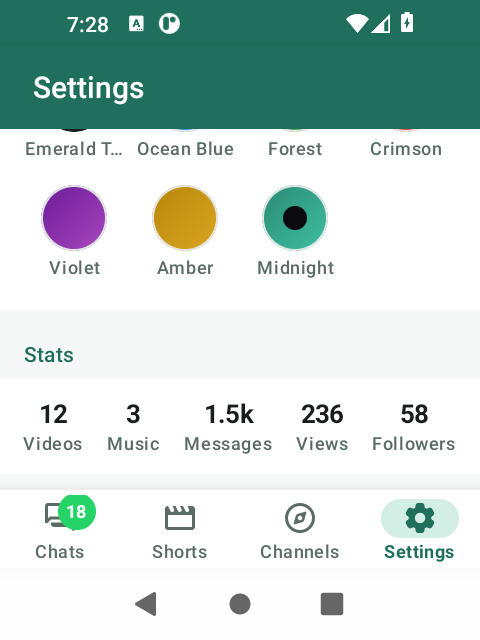 7:28
Settings
Emerald T... Ocean Blue Forest Crimson
Violet Amber Midnight
Stats
12 3 1.5k 236 58
Videos Music Messages Views Followers
18
Chats Shorts Channels Settings